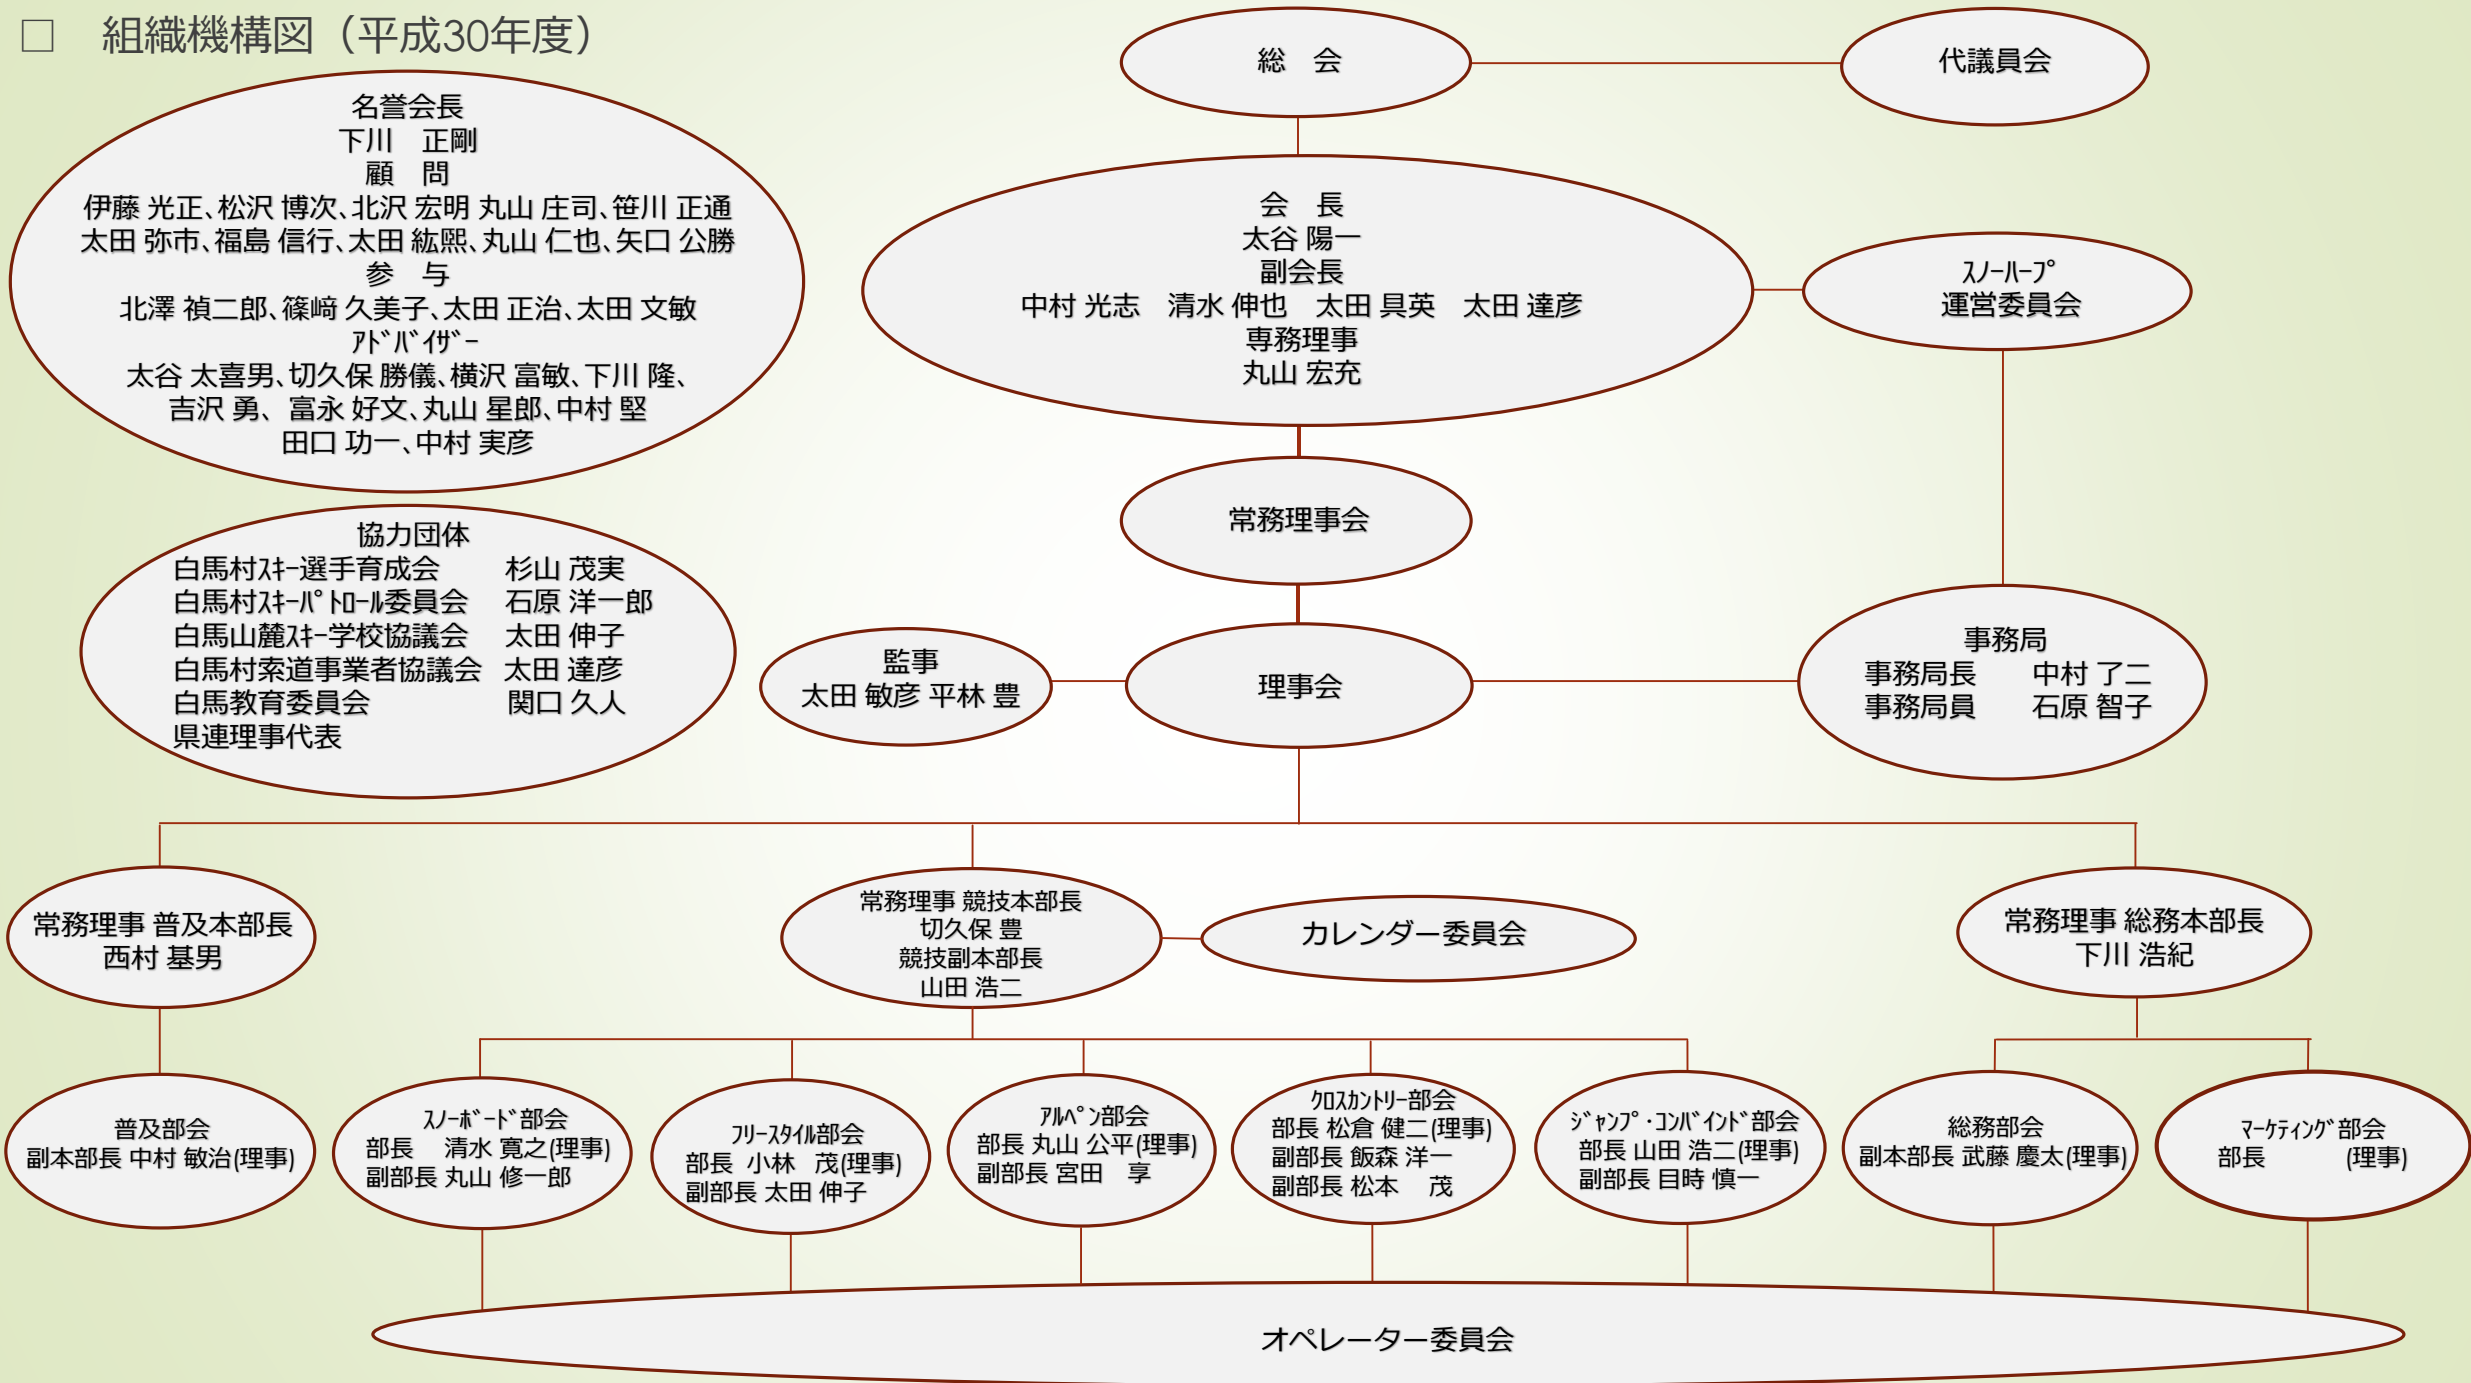 □　組織機構図（平成30年度）
総　会
代議員会
名誉会長
下川　正剛
顧　問
伊藤 光正、松沢 博次、北沢 宏明 丸山 庄司、笹川 正通
太田 弥市、福島 信行、太田 紘熙、丸山 仁也、矢口 公勝
参　与
北澤 禎二郎、篠﨑 久美子、太田 正治、太田 文敏
ｱﾄﾞﾊﾞｲｻﾞｰ
太谷 太喜男、切久保 勝儀、横沢 富敏、下川 隆、
吉沢 勇、富永 好文、丸山 星郎、中村 堅
田口 功一、中村 実彦
会　長
太谷 陽一
副会長
中村 光志　清水 伸也　太田 具英　太田 達彦
専務理事
丸山 宏充
ｽﾉｰﾊｰﾌﾟ
運営委員会
常務理事会
協力団体
白馬村ｽｷｰ選手育成会　　杉山 茂実
白馬村ｽｷｰﾊﾟﾄﾛｰﾙ委員会　石原 洋一郎
白馬山麓ｽｷｰ学校協議会　太田 伸子
白馬村索道事業者協議会　太田 達彦
白馬教育委員会　　　　　関口 久人
県連理事代表
監事
太田 敏彦 平林 豊
理事会
事務局
事務局長　　中村 了二
事務局員　　石原 智子
常務理事 普及本部長
西村 基男
常務理事 競技本部長
切久保 豊
競技副本部長
山田 浩二
カレンダー委員会
常務理事 総務本部長
下川 浩紀
普及部会
副本部長 中村 敏治(理事)
ｽﾉｰﾎﾞｰﾄﾞ部会
部長　清水 寛之(理事)
副部長 丸山 修一郎
ﾌﾘｰｽﾀｲﾙ部会
部長 小林　茂(理事)
副部長 太田 伸子
ｱﾙﾍﾟﾝ部会
部長 丸山 公平(理事)
副部長 宮田　享
ｸﾛｽｶﾝﾄﾘｰ部会
部長 松倉 健二(理事)
副部長 飯森 洋一
副部長 松本　茂
ｼﾞｬﾝﾌﾟ･ｺﾝﾊﾞｲﾝﾄﾞ部会
部長 山田 浩二(理事)
副部長 目時 慎一
総務部会
副本部長 武藤 慶太(理事)
ﾏｰｹﾃｨﾝｸﾞ部会
部長　　　(理事)
オペレーター委員会